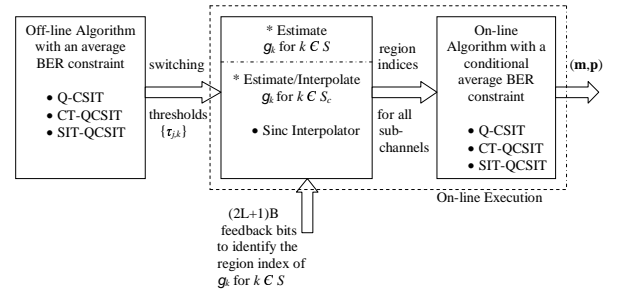 Off-line Algorithm
with an average
BER constraint
• Q-CSIT
• CT-QCSIT
• SIT-QCSIT
switching
thresholds
{τj,k}
* Estimate
gk for k Є S
* Estimate/Interpolate
gk for k Є Sc
• Sinc Interpolator
region
indices
for all
sub-
channels
On-line
Algorithm with a
conditional
average BER
constraint
• Q-CSIT
• CT-QCSIT
• SIT-QCSIT
(m,p)
On-line Execution
(2L+1)B
feedback bits
to identify the
region index of
gk for k Є S